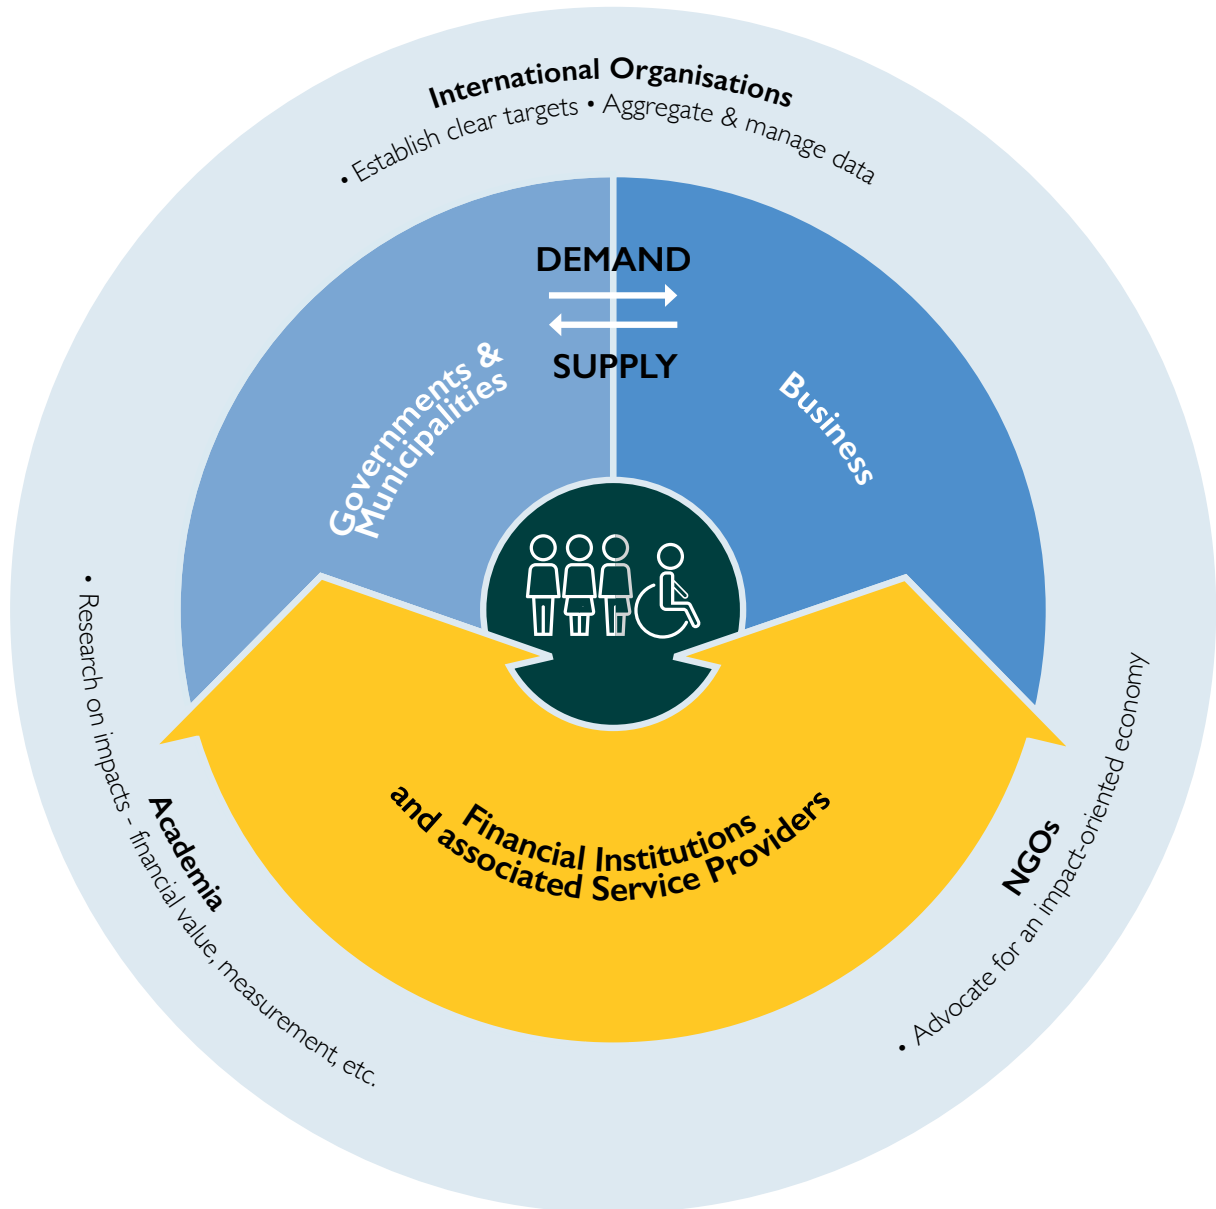 International Organisations
• Establish clear targets • Aggregate & manage data
DEMAND
SUPPLY
Governments &
Municipalities
Business
Financial Institutions
and associated Service Providers
Academia
• Research on impacts - financial value, measurement, etc.
NGOs
• Advocate for an impact-oriented economy